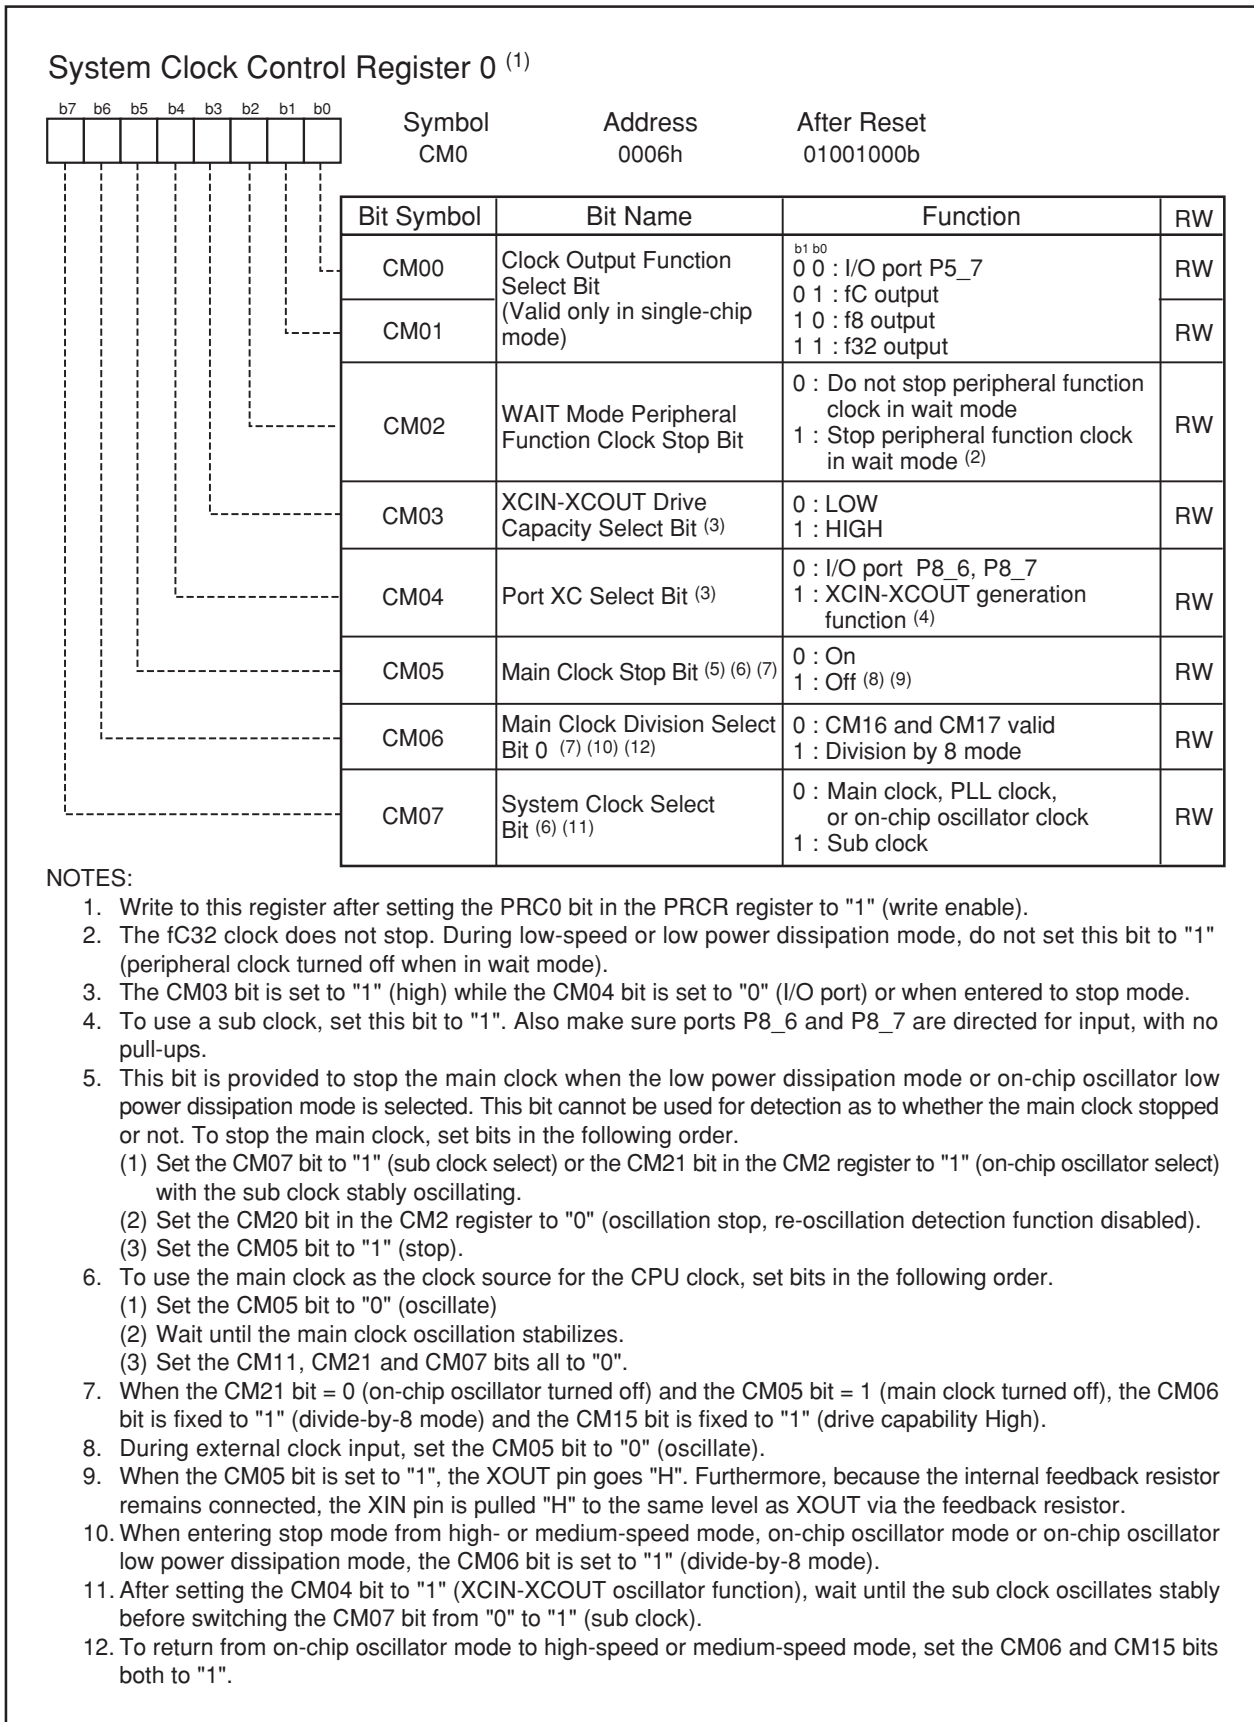 System Clock Control Register 0 (1)
b7 b6 b5 b4 b3 b2 b1 b0
Symbol Address After Reset
CM0 0006h 01001000b
Bit Symbol Bit Name Function RW
CM00 Clock Output Function Select Bit (Valid only in single-chip mode) RW
CM01 RW
b1 b0
0 0 : I/O port P5_7
0 1 : fC output
1 0 : f8 output
1 1 : f32 output
CM02 WAIT Mode Peripheral Function Clock Stop Bit RW
0 : Do not stop peripheral function
clock in wait mode
1 : Stop peripheral function clock
in wait mode (2)
CM03 XCIN-XCOUT Drive Capacity Select Bit (3) RW
0 : LOW
1 : HIGH
CM04 Port XC Select Bit (3) RW
0 : I/O port P8_6, P8_7
1 : XCIN-XCOUT generation
function (4)
CM05 Main Clock Stop Bit (5) (6) (7) RW
0 : On
1 : Off (8) (9)
CM06 Main Clock Division Select Bit 0 (7) (10) (12) RW
0 : CM16 and CM17 valid
1 : Division by 8 mode
CM07 System Clock Select Bit (6) (11) RW
0 : Main clock, PLL clock,
or on-chip oscillator clock
1 : Sub clock
NOTES:
1. Write to this register after setting the PRC0 bit in the PRCR register to "1" (write enable).
2. The fC32 clock does not stop. During low-speed or low power dissipation mode, do not set this bit to "1"
(peripheral clock turned off when in wait mode).
3. The CM03 bit is set to "1" (high) while the CM04 bit is set to "0" (I/O port) or when entered to stop mode.
4. To use a sub clock, set this bit to "1". Also make sure ports P8_6 and P8_7 are directed for input, with no
pull-ups.
5. This bit is provided to stop the main clock when the low power dissipation mode or on-chip oscillator low
power dissipation mode is selected. This bit cannot be used for detection as to whether the main clock stopped
or not. To stop the main clock, set bits in the following order.
(1) Set the CM07 bit to "1" (sub clock select) or the CM21 bit in the CM2 register to "1" (on-chip oscillator select)
with the sub clock stably oscillating.
(2) Set the CM20 bit in the CM2 register to "0" (oscillation stop, re-oscillation detection function disabled).
(3) Set the CM05 bit to "1" (stop).
6. To use the main clock as the clock source for the CPU clock, set bits in the following order.
(1) Set the CM05 bit to "0" (oscillate)
(2) Wait until the main clock oscillation stabilizes.
(3) Set the CM11, CM21 and CM07 bits all to "0".
7. When the CM21 bit = 0 (on-chip oscillator turned off) and the CM05 bit = 1 (main clock turned off), the CM06
bit is fixed to "1" (divide-by-8 mode) and the CM15 bit is fixed to "1" (drive capability High).
8. During external clock input, set the CM05 bit to "0" (oscillate).
9. When the CM05 bit is set to "1", the XOUT pin goes "H". Furthermore, because the internal feedback resistor
remains connected, the XIN pin is pulled "H" to the same level as XOUT via the feedback resistor.
10. When entering stop mode from high- or medium-speed mode, on-chip oscillator mode or on-chip oscillator
low power dissipation mode, the CM06 bit is set to "1" (divide-by-8 mode).
11. After setting the CM04 bit to "1" (XCIN-XCOUT oscillator function), wait until the sub clock oscillates stably
before switching the CM07 bit from "0" to "1" (sub clock).
12. To return from on-chip oscillator mode to high-speed or medium-speed mode, set the CM06 and CM15 bits
both to "1".